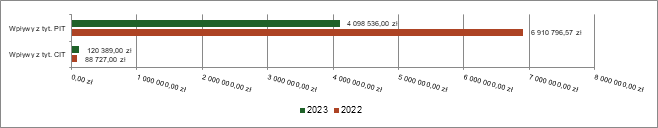 Wpływy z tyt. PIT
4 098 536,00 zł
6 910 796,57 zł
Wpływy z tyt. CIT
120 389,00 zł
88 727,00 zł
0,00 zł
1 000 000,00 zł
2 000 000,00 zł
3 000 000,00 zł
4 000 000,00 zł
5 000 000,00 zł
6 000 000,00 zł
7 000 000,00 zł
8 000 000,00 zł
2023 2022